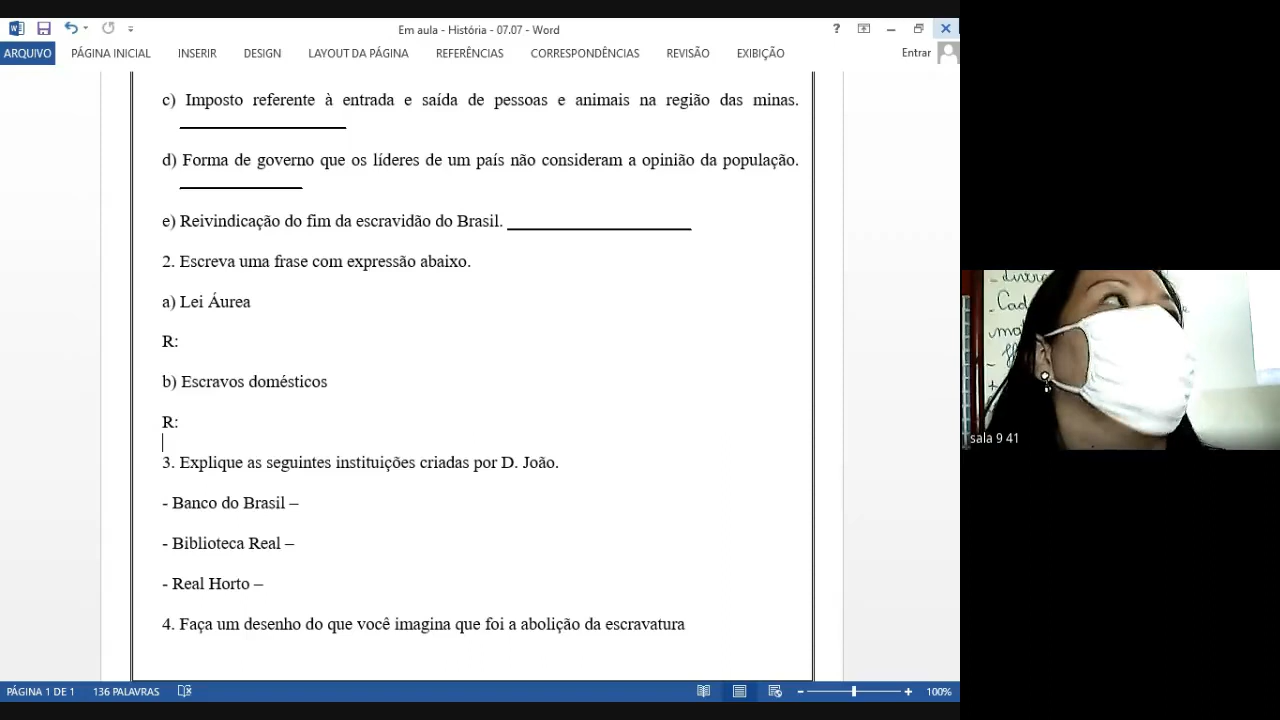 Em aula - História - 07.07 - Word
?
ARQUIVO PÁGINA INICIAL INSERIR DESIGN LAYOUT DA PÁGINA REFERÊNCIAS CORRESPONDÊNCIAS REVISÃO EXIBIÇÃO Entrar
c) Imposto referente à entrada e saída de pessoas e animais na região das minas.
d) Forma de governo que os líderes de um país não consideram a opinião da população.
e) Reivindicação do fim da escravidão do Brasil. ____________________
2. Escreva uma frase com expressão abaixo.
a) Lei Áurea
R:
b) Escravos domésticos
R:
3. Explique as seguintes instituições criadas por D. João.
- Banco do Brasil –
- Biblioteca Real –
- Real Horto –
4. Faça um desenho do que você imagina que foi a abolição da escravatura
PÁGINA 1 DE 1 136 PALAVRAS 100%
Cad
sala 9 41